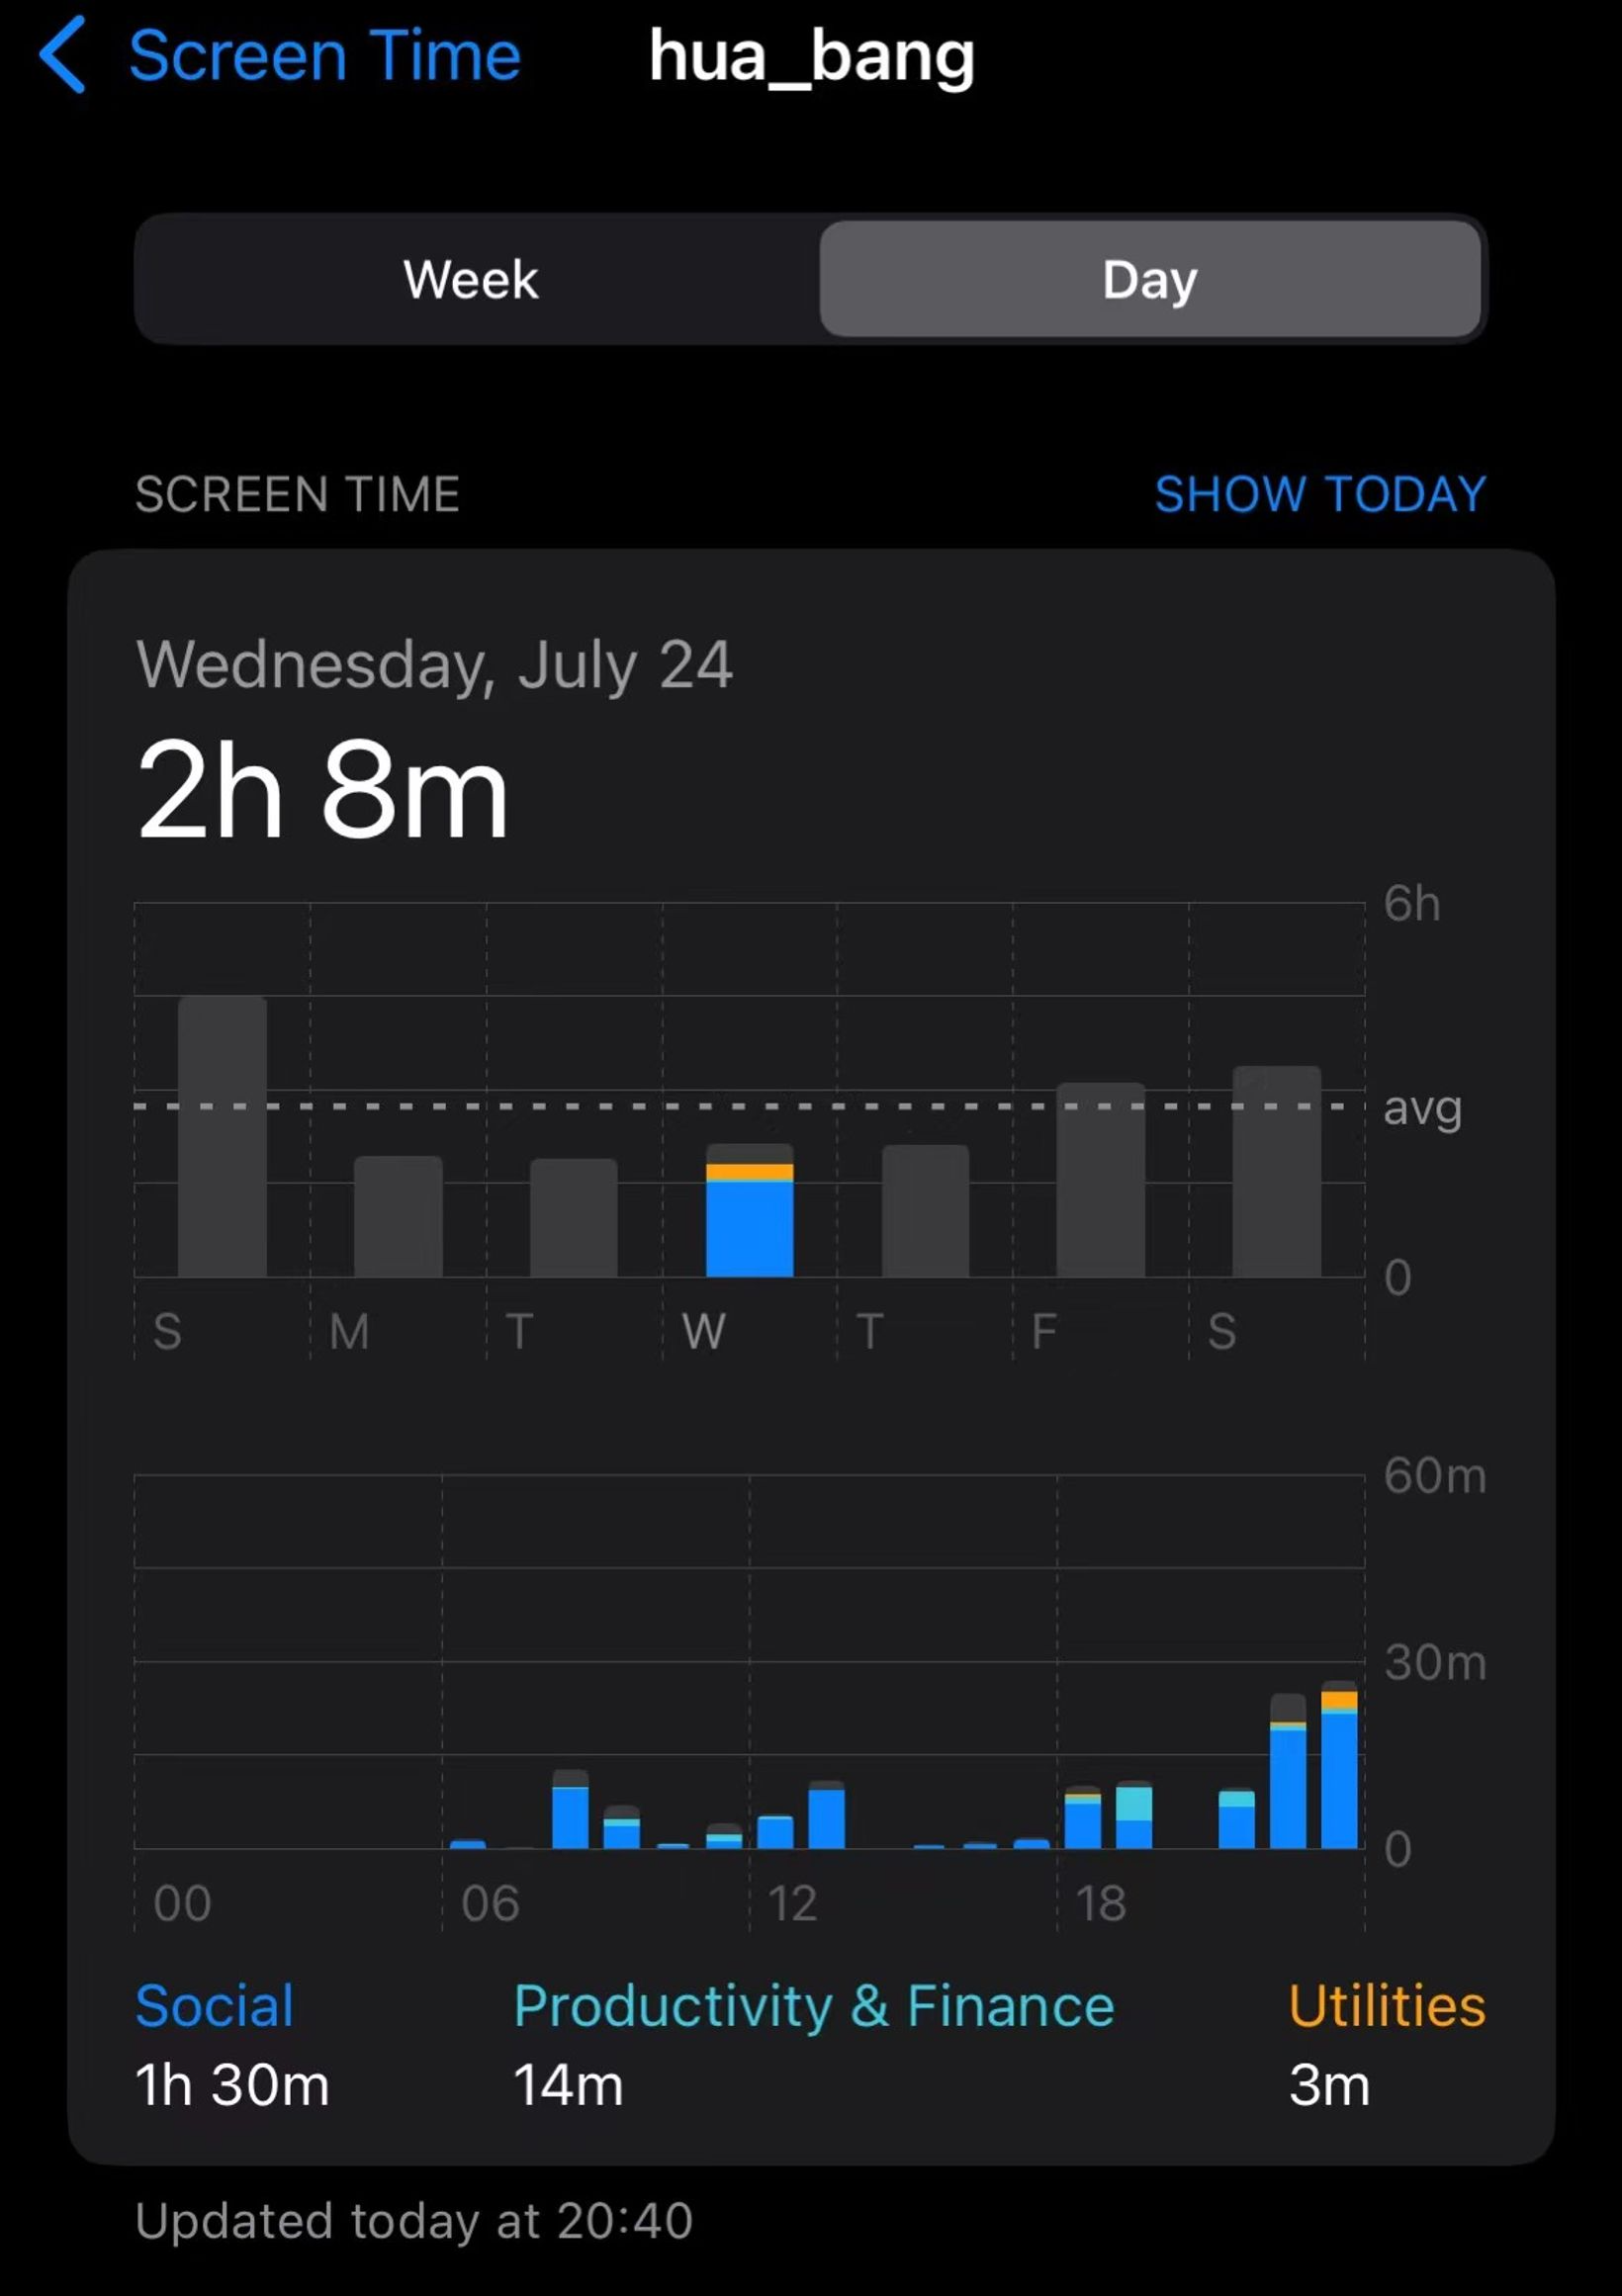 Screen Time hua_bang
Week Day
SCREEN TIME SHOW TODAY
Wednesday, July 24
2h 8m
6h
avg
0
S M T W T F S
60m
30m
0
00 06 12 18
Social Productivity & Finance Utilities
1h 30m 14m 3m
Updated today at 20:40